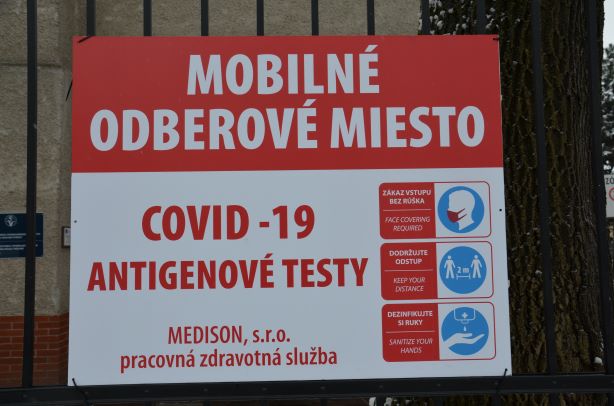 MOBILNÉ
ODBEROVÉ MIESTO
COVID -19
ANTIGENOVÉ TESTY
MEDISON, s.r.o.
pracovná zdravotná služba
ZÁKAZ VSTUPU
BEZ RÚŠKA
FACE COVERING
REQUIRED
DODRŽUJTE
ODSTUP
KEEP YOUR
DISTANCE
2 m
DEZINFIKUJTE
SI RUKY
SANITIZE YOUR
HANDS